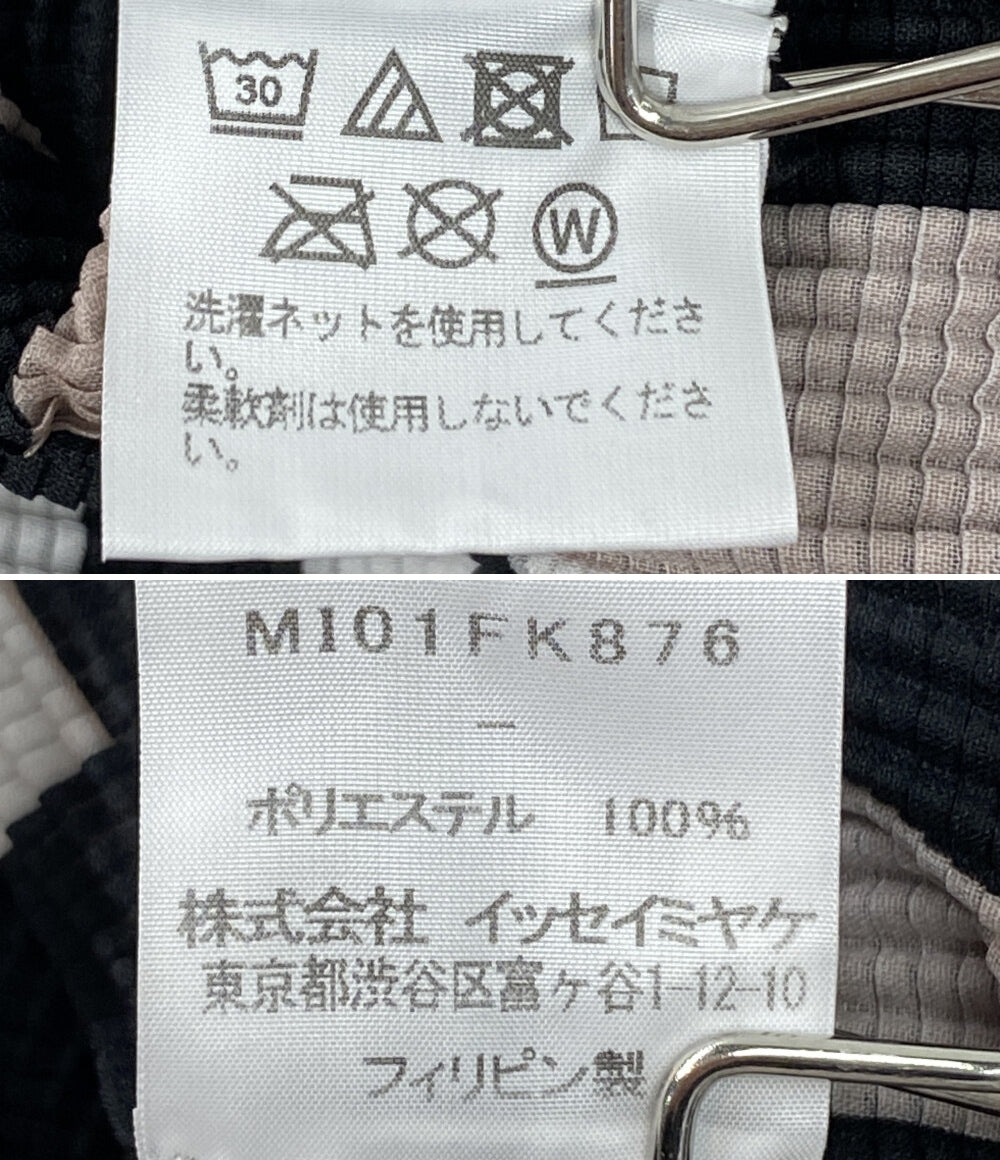 30
W
洗濯ネットを使用してくださ
い。
柔軟剤は使用しないでくださ
い。
MI01FK876
—
ポリエステル 100%
株式会社 イッセイミヤケ
東京都渋谷区富ヶ谷1-12-10
フィリピン製